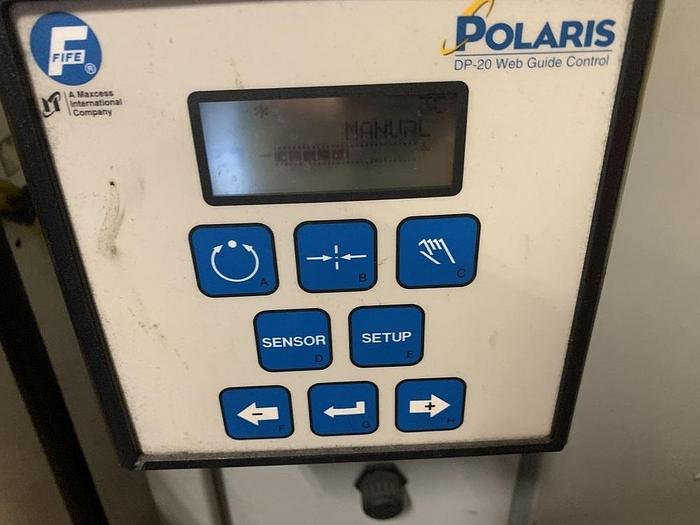 FIFE
®
A Maxcess
International
Company
POLARIS
DP-20 Web Guide Control
MANUAL
A
B
C
SENSOR
D
SETUP
E
-
F
G
+
H